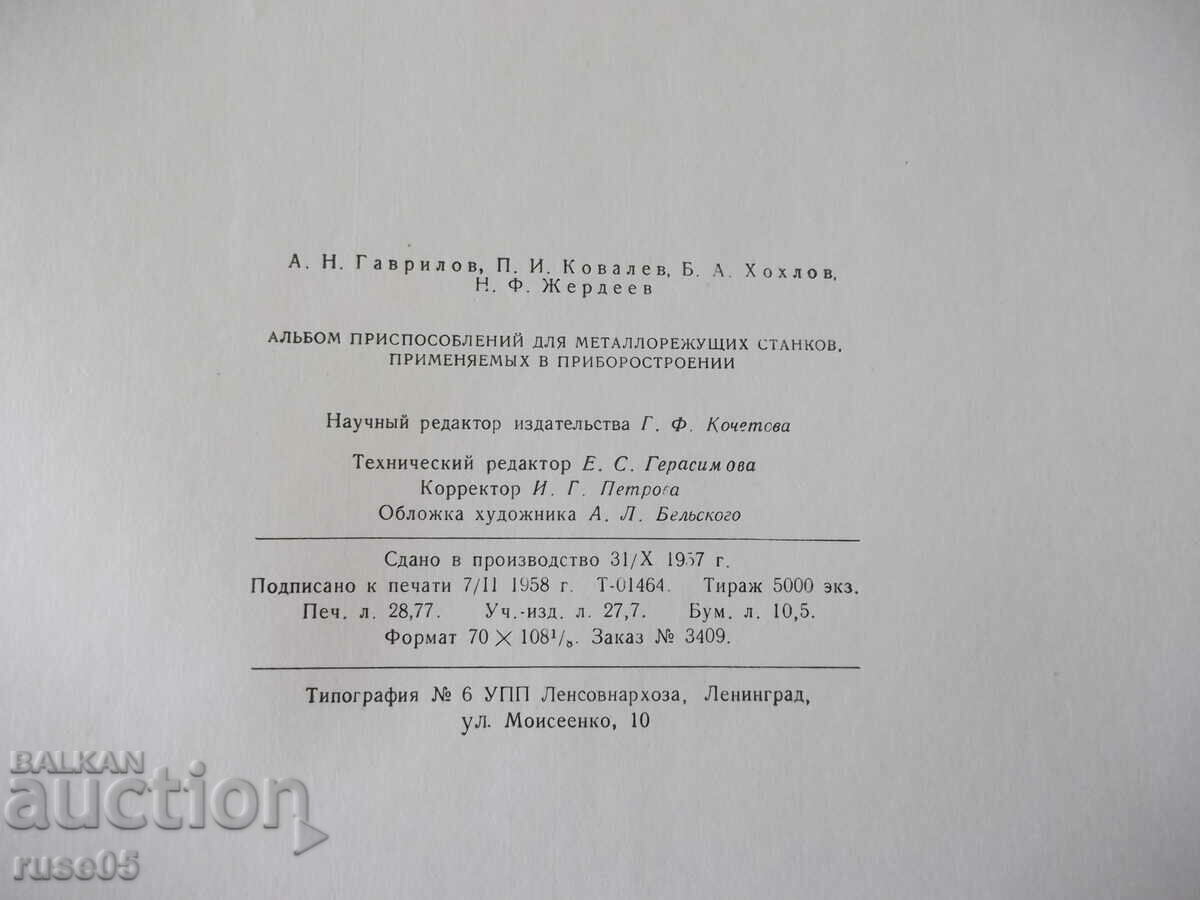 А. Н. Гаврилов, П. И. Ковалев, Б. А. Хохлов,
Н. Ф. Жердеев
АЛЬБОМ ПРИСПОСОБЛЕНИЙ ДЛЯ МЕТАЛЛОРЕЖУЩИХ СТАНКОВ,
ПРИМЕНЯЕМЫХ В ПРИБОРОСТРОЕНИИ
Научный редактор издательства Г. Ф. Кочетова
Технический редактор Е. С. Герасимова
Корректор И. Г. Петрова
Обложка художника А. Л. Бельского
Сдано в производство 31/X 1957 г.
Подписано к печати 7/II 1958 г. Т-01464. Тираж 5000 экз.
Печ. л. 28,77. Уч.-изд. л. 27,7. Бум. л. 10,5.
Формат 70 × 108¹/₈. Заказ № 3409.
Типография № 6 УПП Ленсовнархоза, Ленинград,
ул. Моисеенко, 10
BALKAN
auction
ruse05